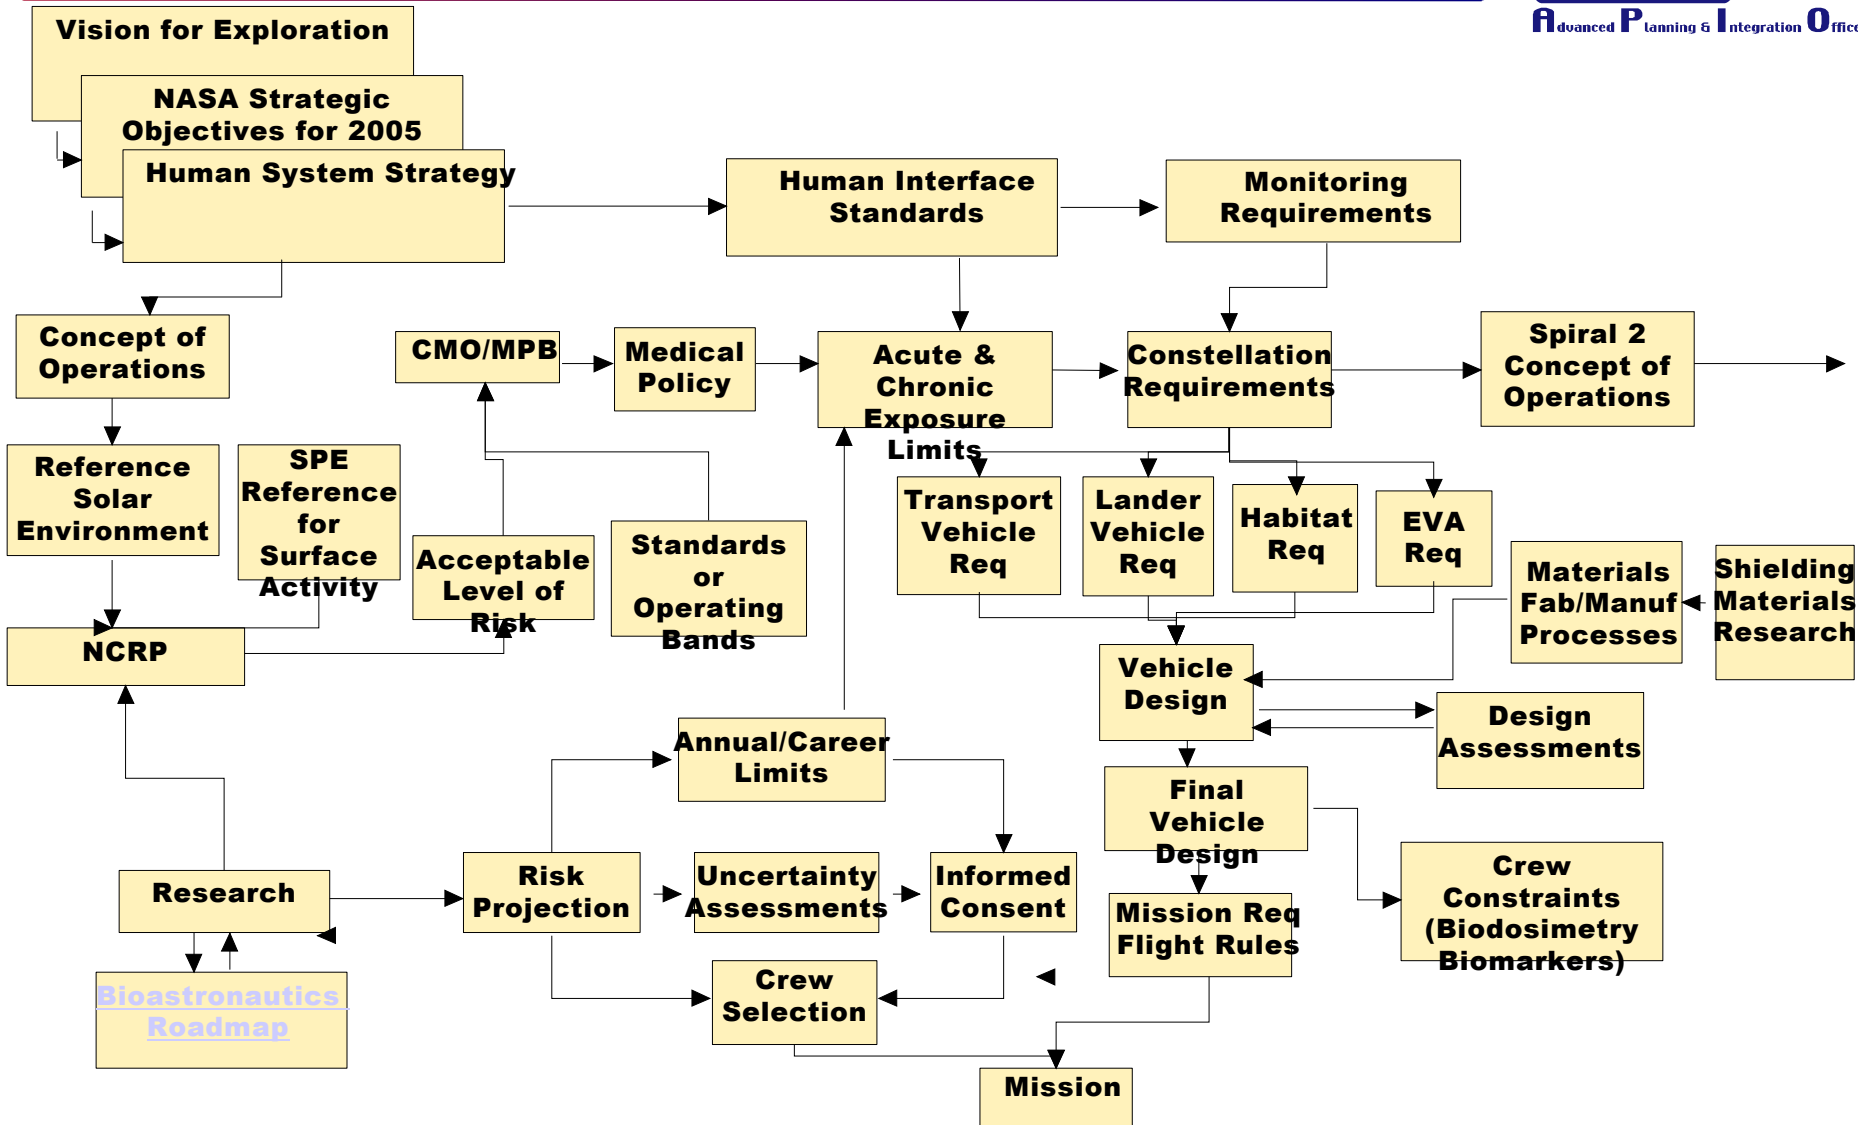 Advanced Planning & Integration Office
Vision for Exploration
NASA Strategic
Objectives for 2005
Human System Strategy
Human Interface
Standards
Monitoring
Requirements
Concept of
Operations
CMO/MPB
Medical
Policy
Acute &
Chronic
Exposure
Limits
Constellation
Requirements
Spiral 2
Concept of
Operations
Reference
Solar
Environment
SPE
Reference
for
Surface
Activity
Acceptable
Level of
Risk
Standards
or
Operating
Bands
Transport
Vehicle
Req
Lander
Vehicle
Req
Habitat
Req
EVA
Req
Materials
Fab/Manuf
Processes
Shielding
Materials
Research
NCRP
Vehicle
Design
Design
Assessments
Annual/Career
Limits
Final
Vehicle
Design
Research
Risk
Projection
Uncertainty
Assessments
Informed
Consent
Mission Req
Flight Rules
Crew
Constraints
(Biodosimetry
Biomarkers)
Bioastronautics
Roadmap
Crew
Selection
Mission